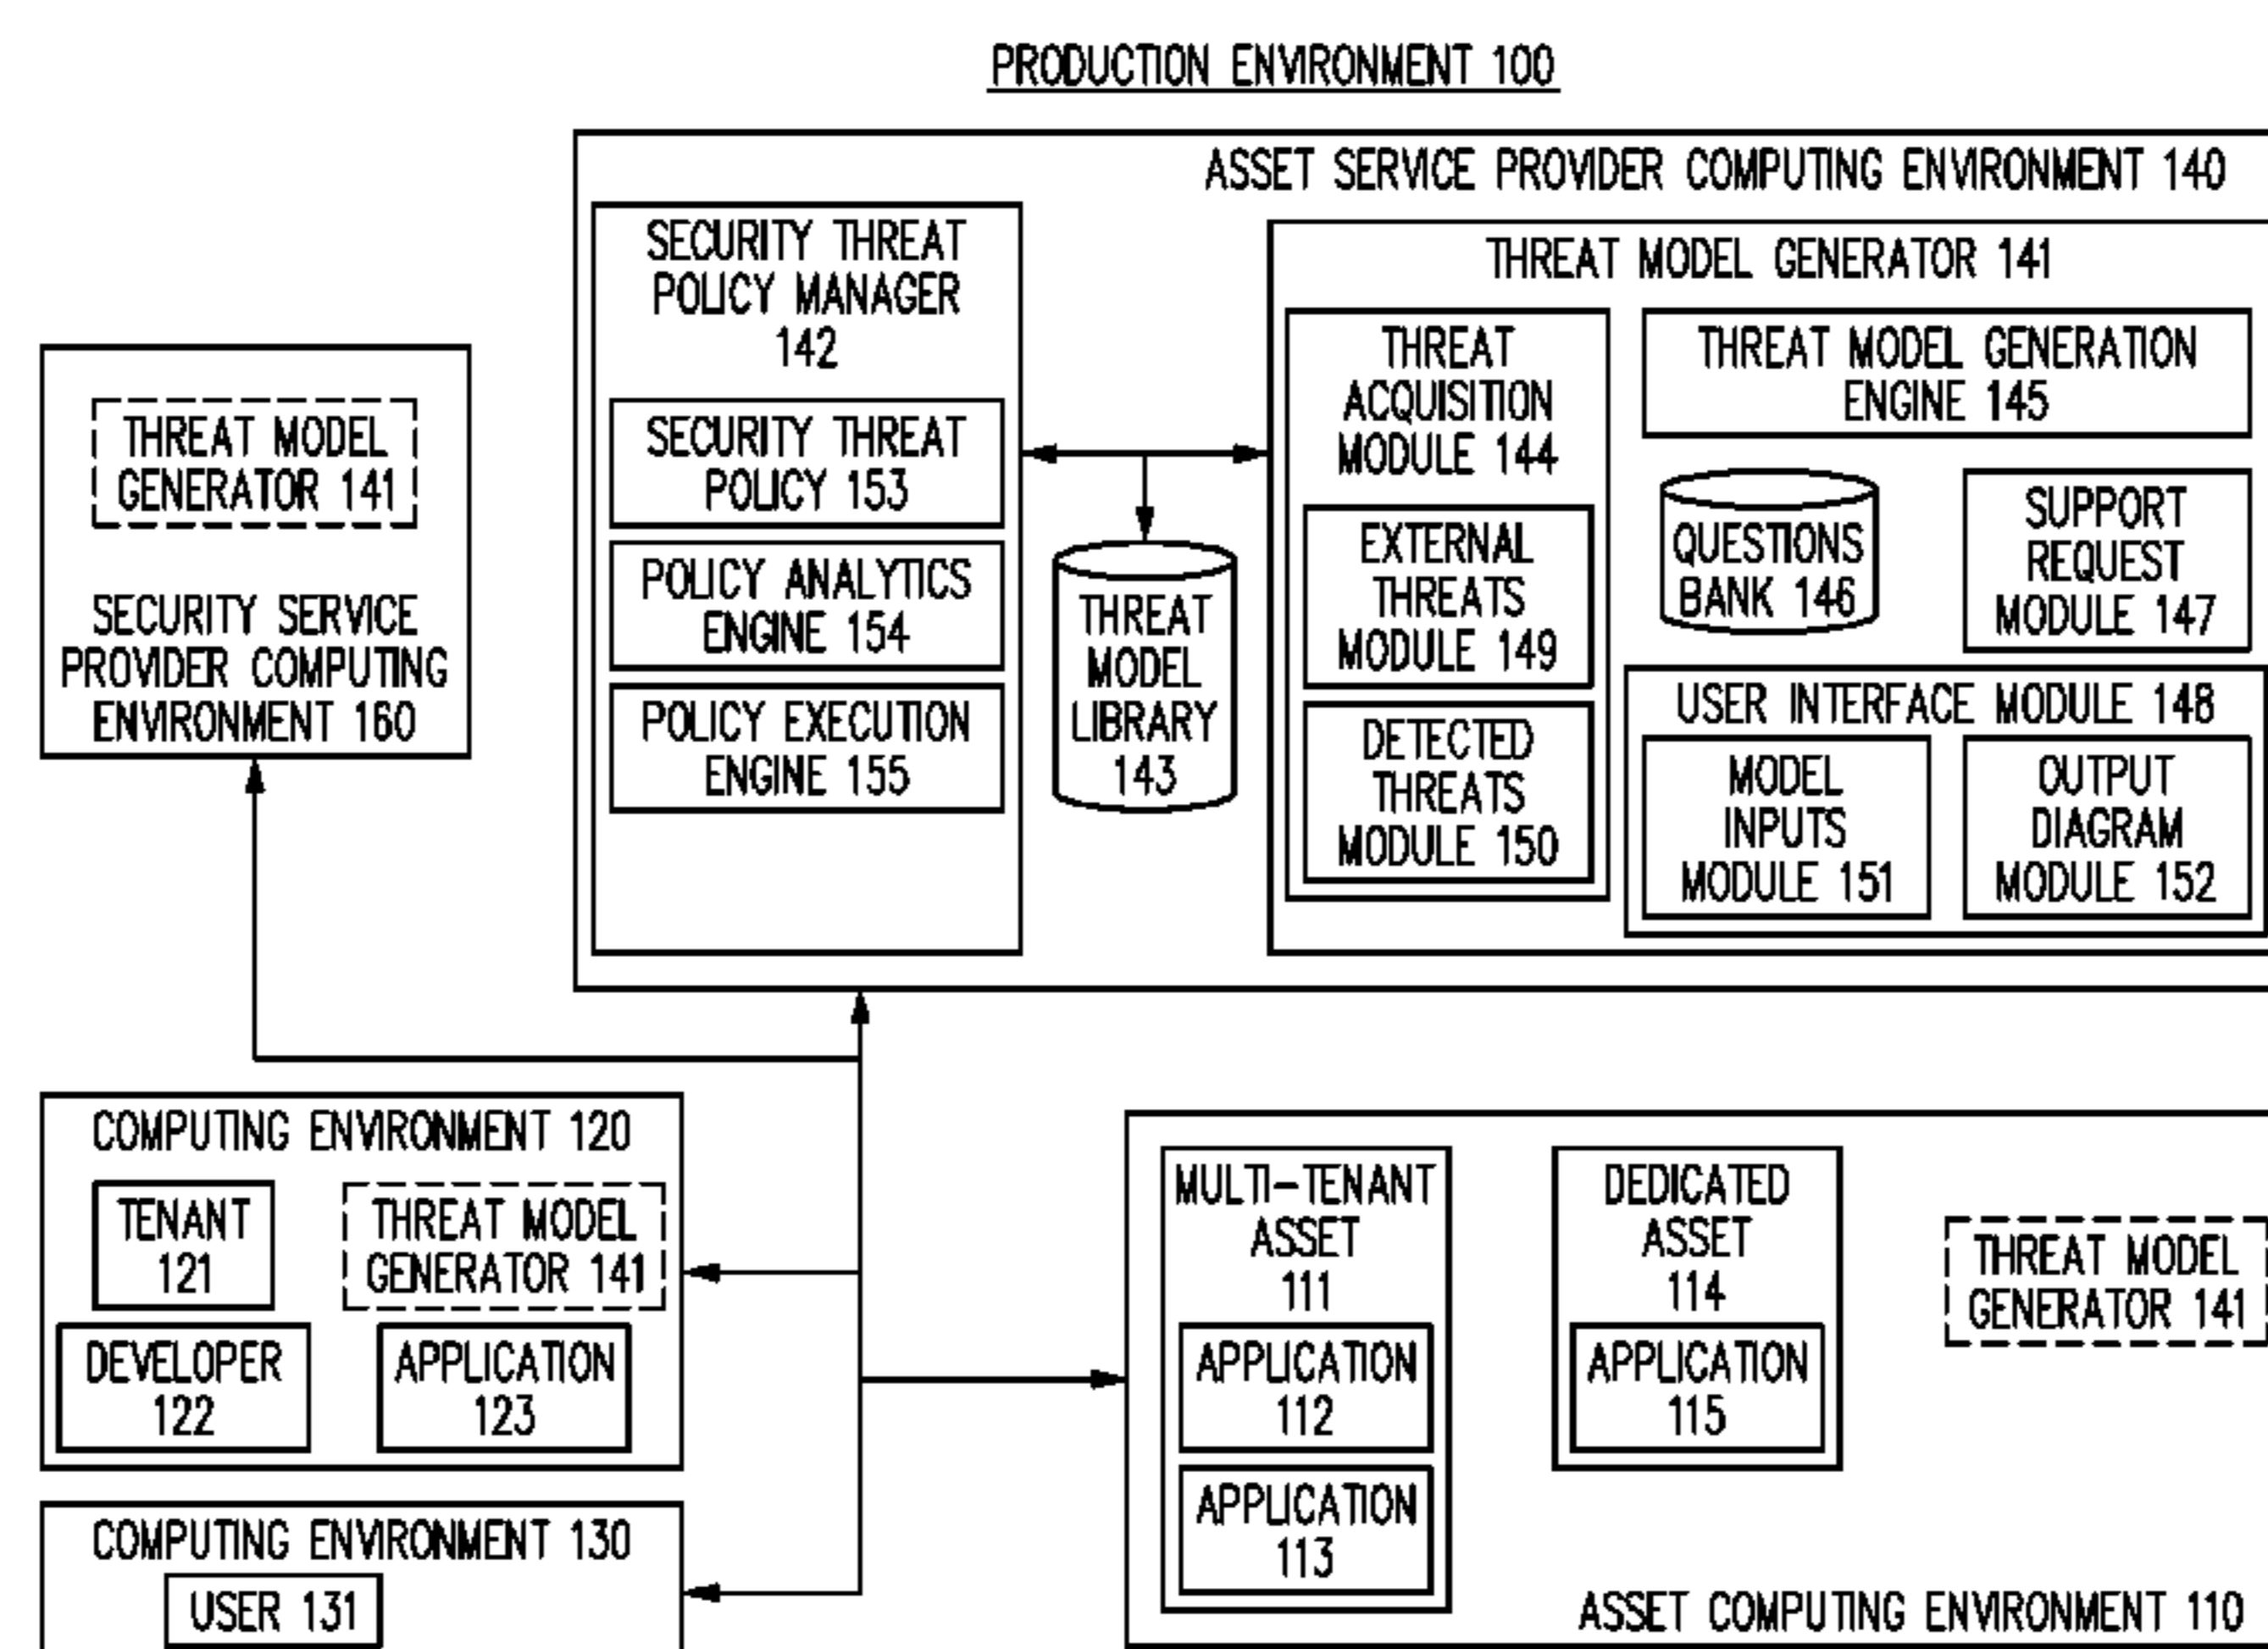 PRODUCTION ENVIRONMENT 100
ASSET SERVICE PROVIDER COMPUTING ENVIRONMENT 140
SECURITY THREAT
POLICY MANAGER
142
SECURITY THREAT
POLICY 153
POLICY ANALYTICS
ENGINE 154
POLICY EXECUTION
ENGINE 155
THREAT
MODEL
LIBRARY
143
THREAT MODEL GENERATOR 141
THREAT
ACQUISITION
MODULE 144
EXTERNAL
THREATS
MODULE 149
DETECTED
THREATS
MODULE 150
THREAT MODEL GENERATION
ENGINE 145
QUESTIONS
BANK 146
SUPPORT
REQUEST
MODULE 147
USER INTERFACE MODULE 148
MODEL
INPUTS
MODULE 151
OUTPUT
DIAGRAM
MODULE 152
THREAT MODEL
GENERATOR 141
SECURITY SERVICE
PROVIDER COMPUTING
ENVIRONMENT 160
COMPUTING ENVIRONMENT 120
TENANT
121
THREAT MODEL
GENERATOR 141
DEVELOPER
122
APPLICATION
123
COMPUTING ENVIRONMENT 130
USER 131
MULTI-TENANT
ASSET
111
APPLICATION
112
APPLICATION
113
DEDICATED
ASSET
114
APPLICATION
115
THREAT MODEL
GENERATOR 141
ASSET COMPUTING ENVIRONMENT 110